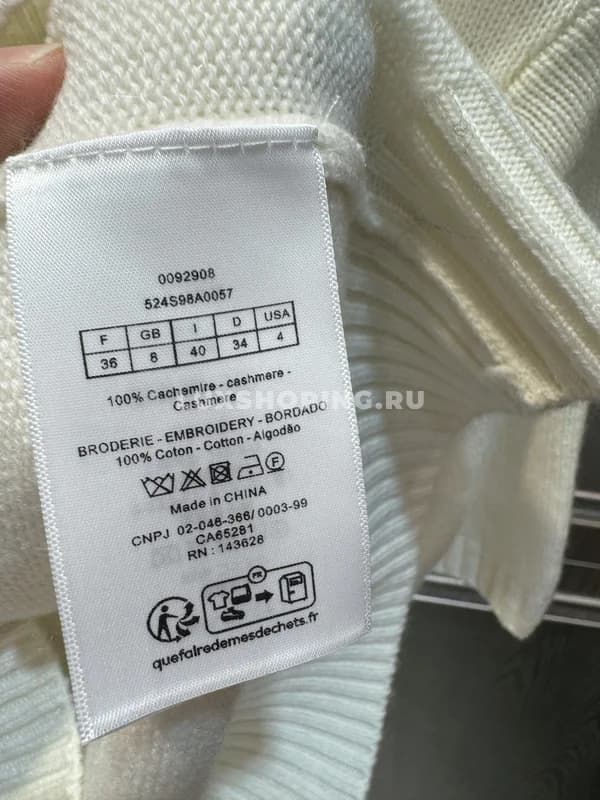 0092908
524S98A0057
F GB I D USA
36 8 40 34 4
100% Cachemire - cashmere -
Cashmere
BRODERIE - EMBROIDERY - BORDADO
100% Coton - Cotton - Algodão
F
Made in CHINA
CNPJ 02-046-366/ 0003-99
CA65281
RN : 143628
FR
quefairedemesdechets.fr